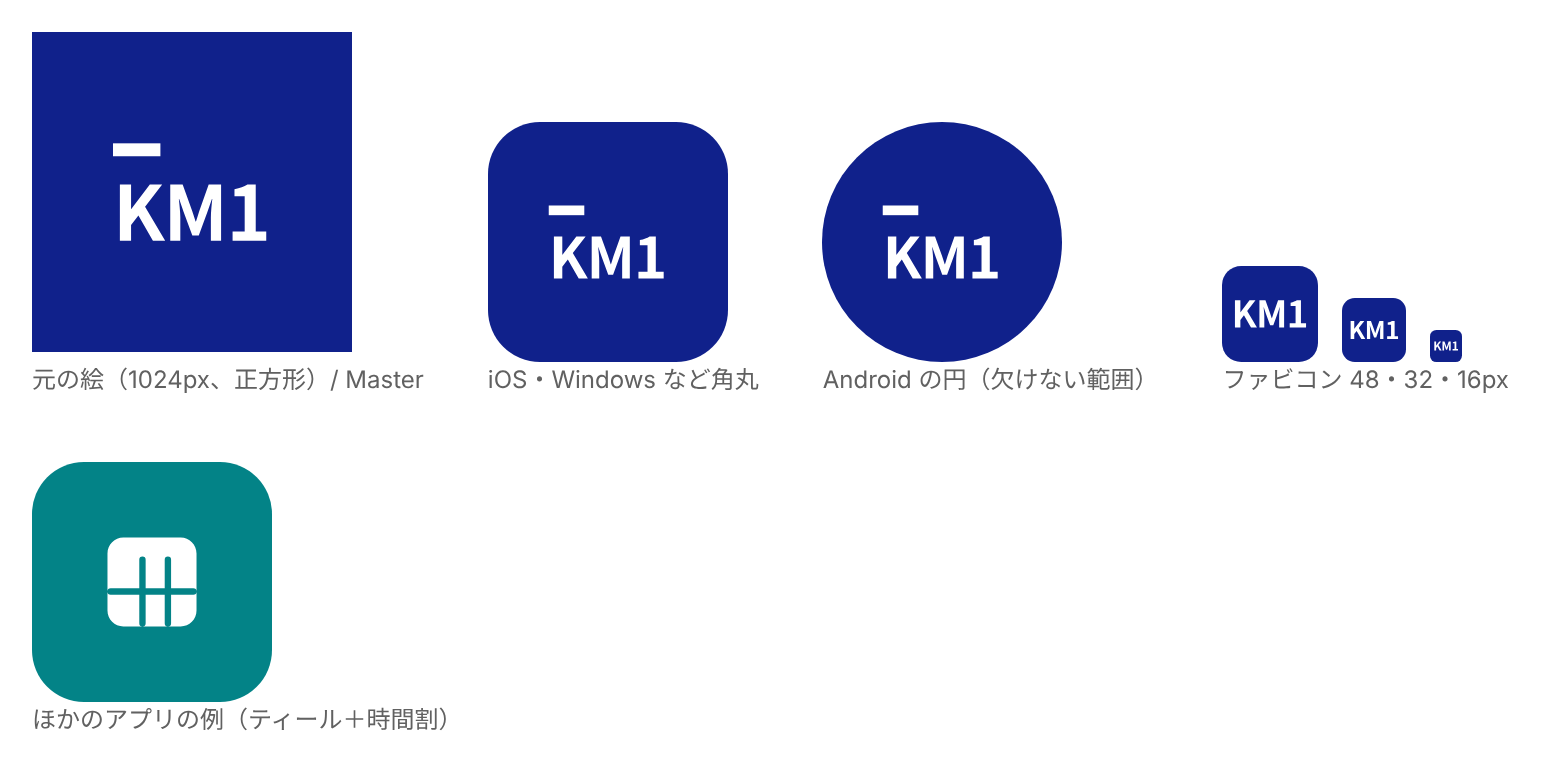 KM1
元の絵（1024px、正方形）/ Master
KM1
iOS・Windows など角丸
KM1
Android の円（欠けない範囲）
KM1
KM1
KM1
ファビコン 48・32・16px
ほかのアプリの例（ティール＋時間割）